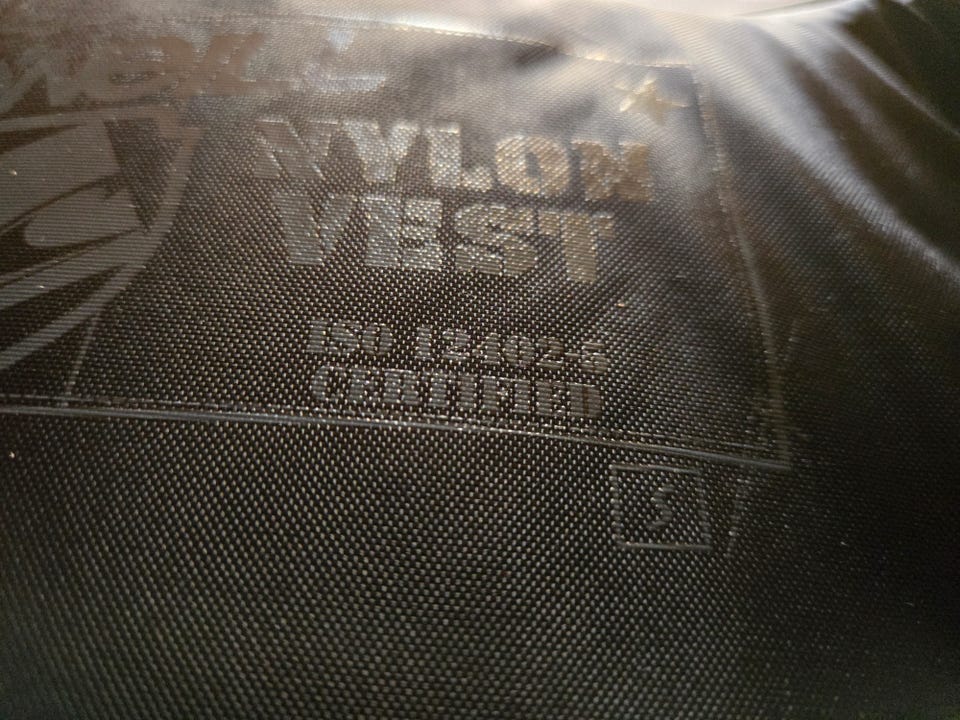 NYLON
VEST
ISO 12402-5
CERTIFIED
S